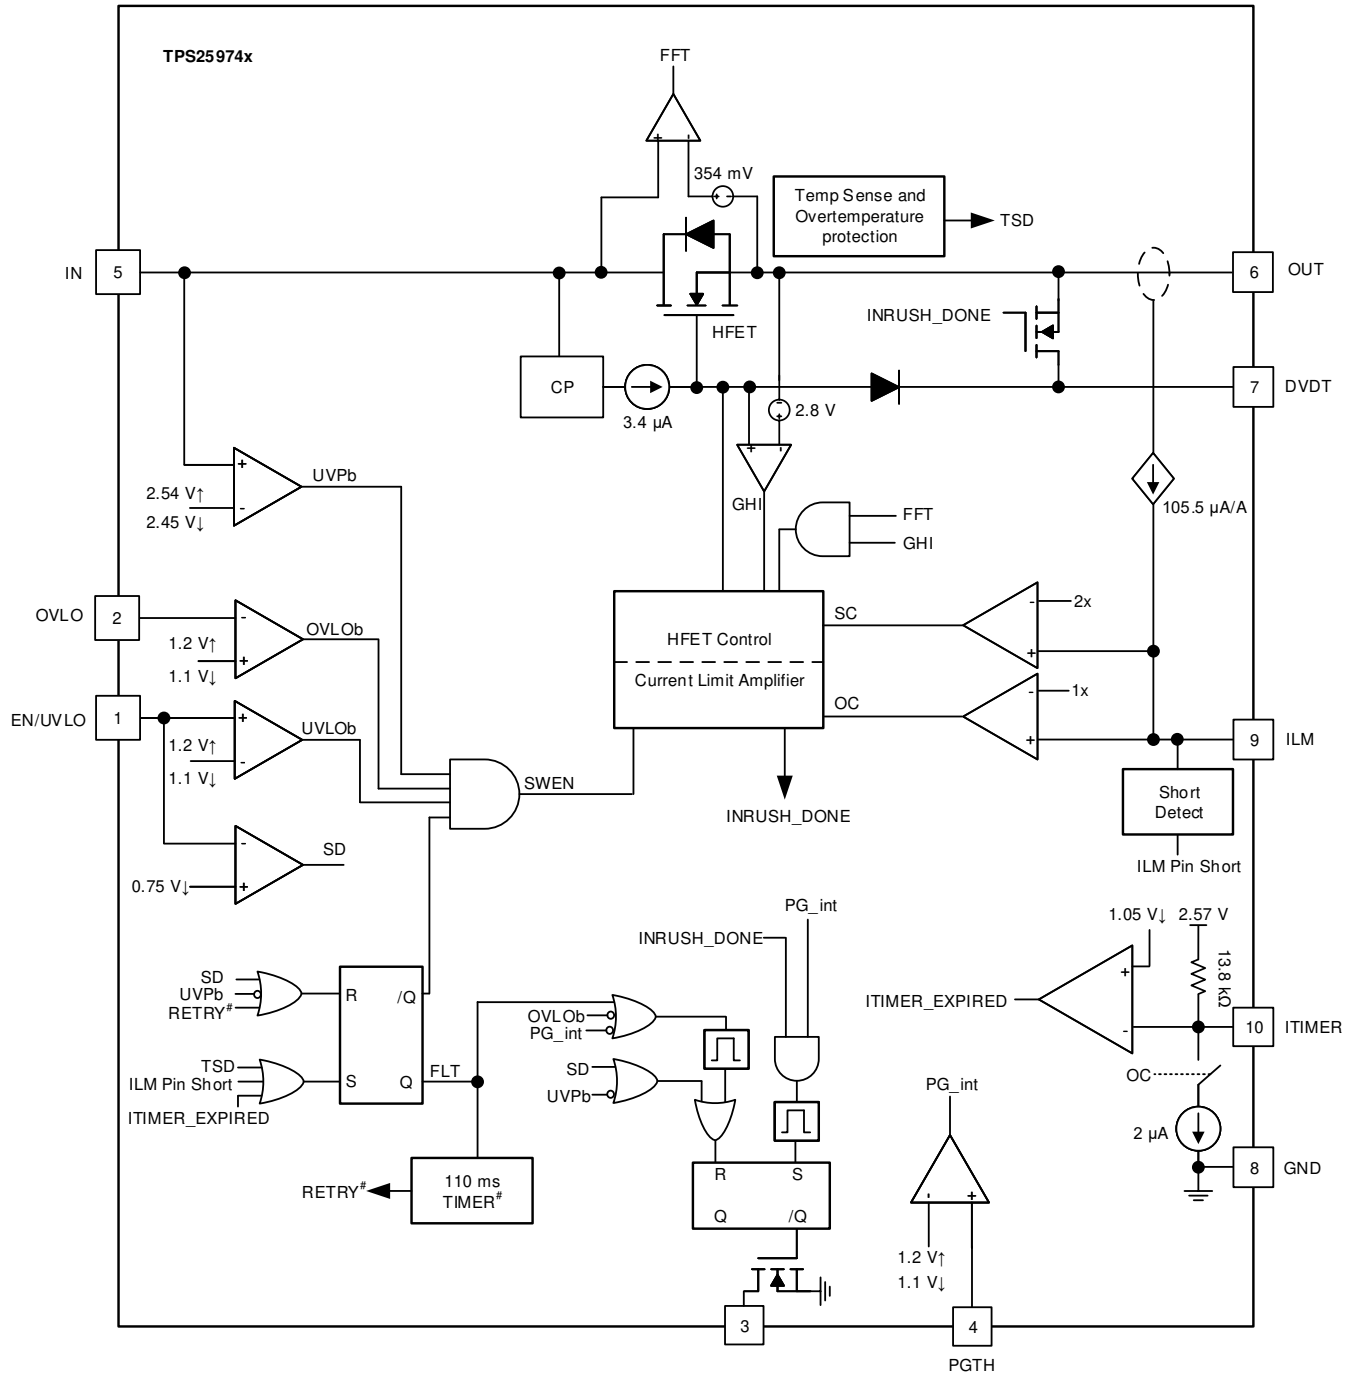 TPS25974x
FFT
+
-
354 mV
+
-
Temp Sense and
Overtemperature
protection
TSD
IN
5
6
OUT
INRUSH_DONE
HFET
CP
3.4 µA
7
DVDT
-
+
2.8 V
+
-
GHI
UVPb
+
-
2.54 V↑
2.45 V↓
105.5 µA/A
FFT
GHI
OVLO
2
-
+
1.2 V↑
1.1 V↓
OVLOb
HFET Control
Current Limit Amplifier
SC
-
+
2x
EN/UVLO
1
+
-
1.2 V↑
1.1 V↓
UVLOb
OC
-
+
1x
9
ILM
SWEN
INRUSH_DONE
Short
Detect
ILM Pin Short
-
+
SD
0.75 V↓
PG_int
INRUSH_DONE
1.05 V↓
2.57 V
13.8 kΩ
+
-
ITIMER_EXPIRED
10
ITIMER
SD
UVPb
RETRY#
R
/Q
TSD
ILM Pin Short
ITIMER_EXPIRED
S
Q
FLT
OVLOb
PG_int
SD
UVPb
OC
2 µA
8
GND
PG_int
-
+
110 ms
TIMER#
RETRY#
R
S
Q
/Q
1.2 V↑
1.1 V↓
3
4
PGTH